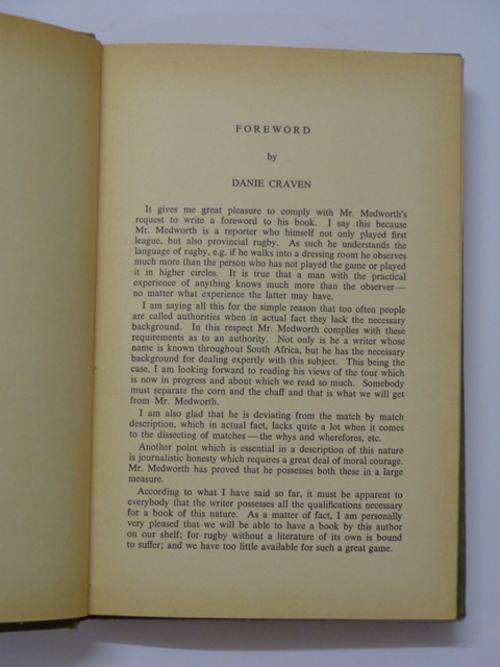 FOREWORD
by
DANIE CRAVEN
It gives me great pleasure to comply with Mr. Medworth's
request to write a foreword to his book. I say this because
Mr. Medworth is a reporter who himself not only played first
league, but also provincial rugby. As such he understands the
language of rugby, e.g. if he walks into a dressing room he observes
much more than the person who has not played the game or played
it in higher circles. It is true that a man with the practical
experience of anything knows much more than the observer—
no matter what experience the latter may have.
I am saying all this for the simple reason that too often people
are called authorities when in actual fact they lack the necessary
background. In this respect Mr. Medworth complies with these
requirements as to an authority. Not only is he a writer whose
name is known throughout South Africa, but he has the necessary
background for dealing expertly with this subject. This being the
case, I am looking forward to reading his views of the tour which
is now in progress and about which we read so much. Somebody
must separate the corn and the chaff and that is what we will get
from Mr. Medworth.
I am also glad that he is deviating from the match by match
description, which in actual fact, lacks quite a lot when it comes
to the dissecting of matches—the whys and wherefores, etc.
Another point which is essential in a description of this nature
is journalistic honesty which requires a great deal of moral courage.
Mr. Medworth has proved that he possesses both these in a large
measure.
According to what I have said so far, it must be apparent to
everybody that the writer possesses all the qualifications necessary
for a book of this nature. As a matter of fact, I am personally
very pleased that we will be able to have a book by this author
on our shelf; for rugby without a literature of its own is bound
to suffer; and we have too little available for such a great game.